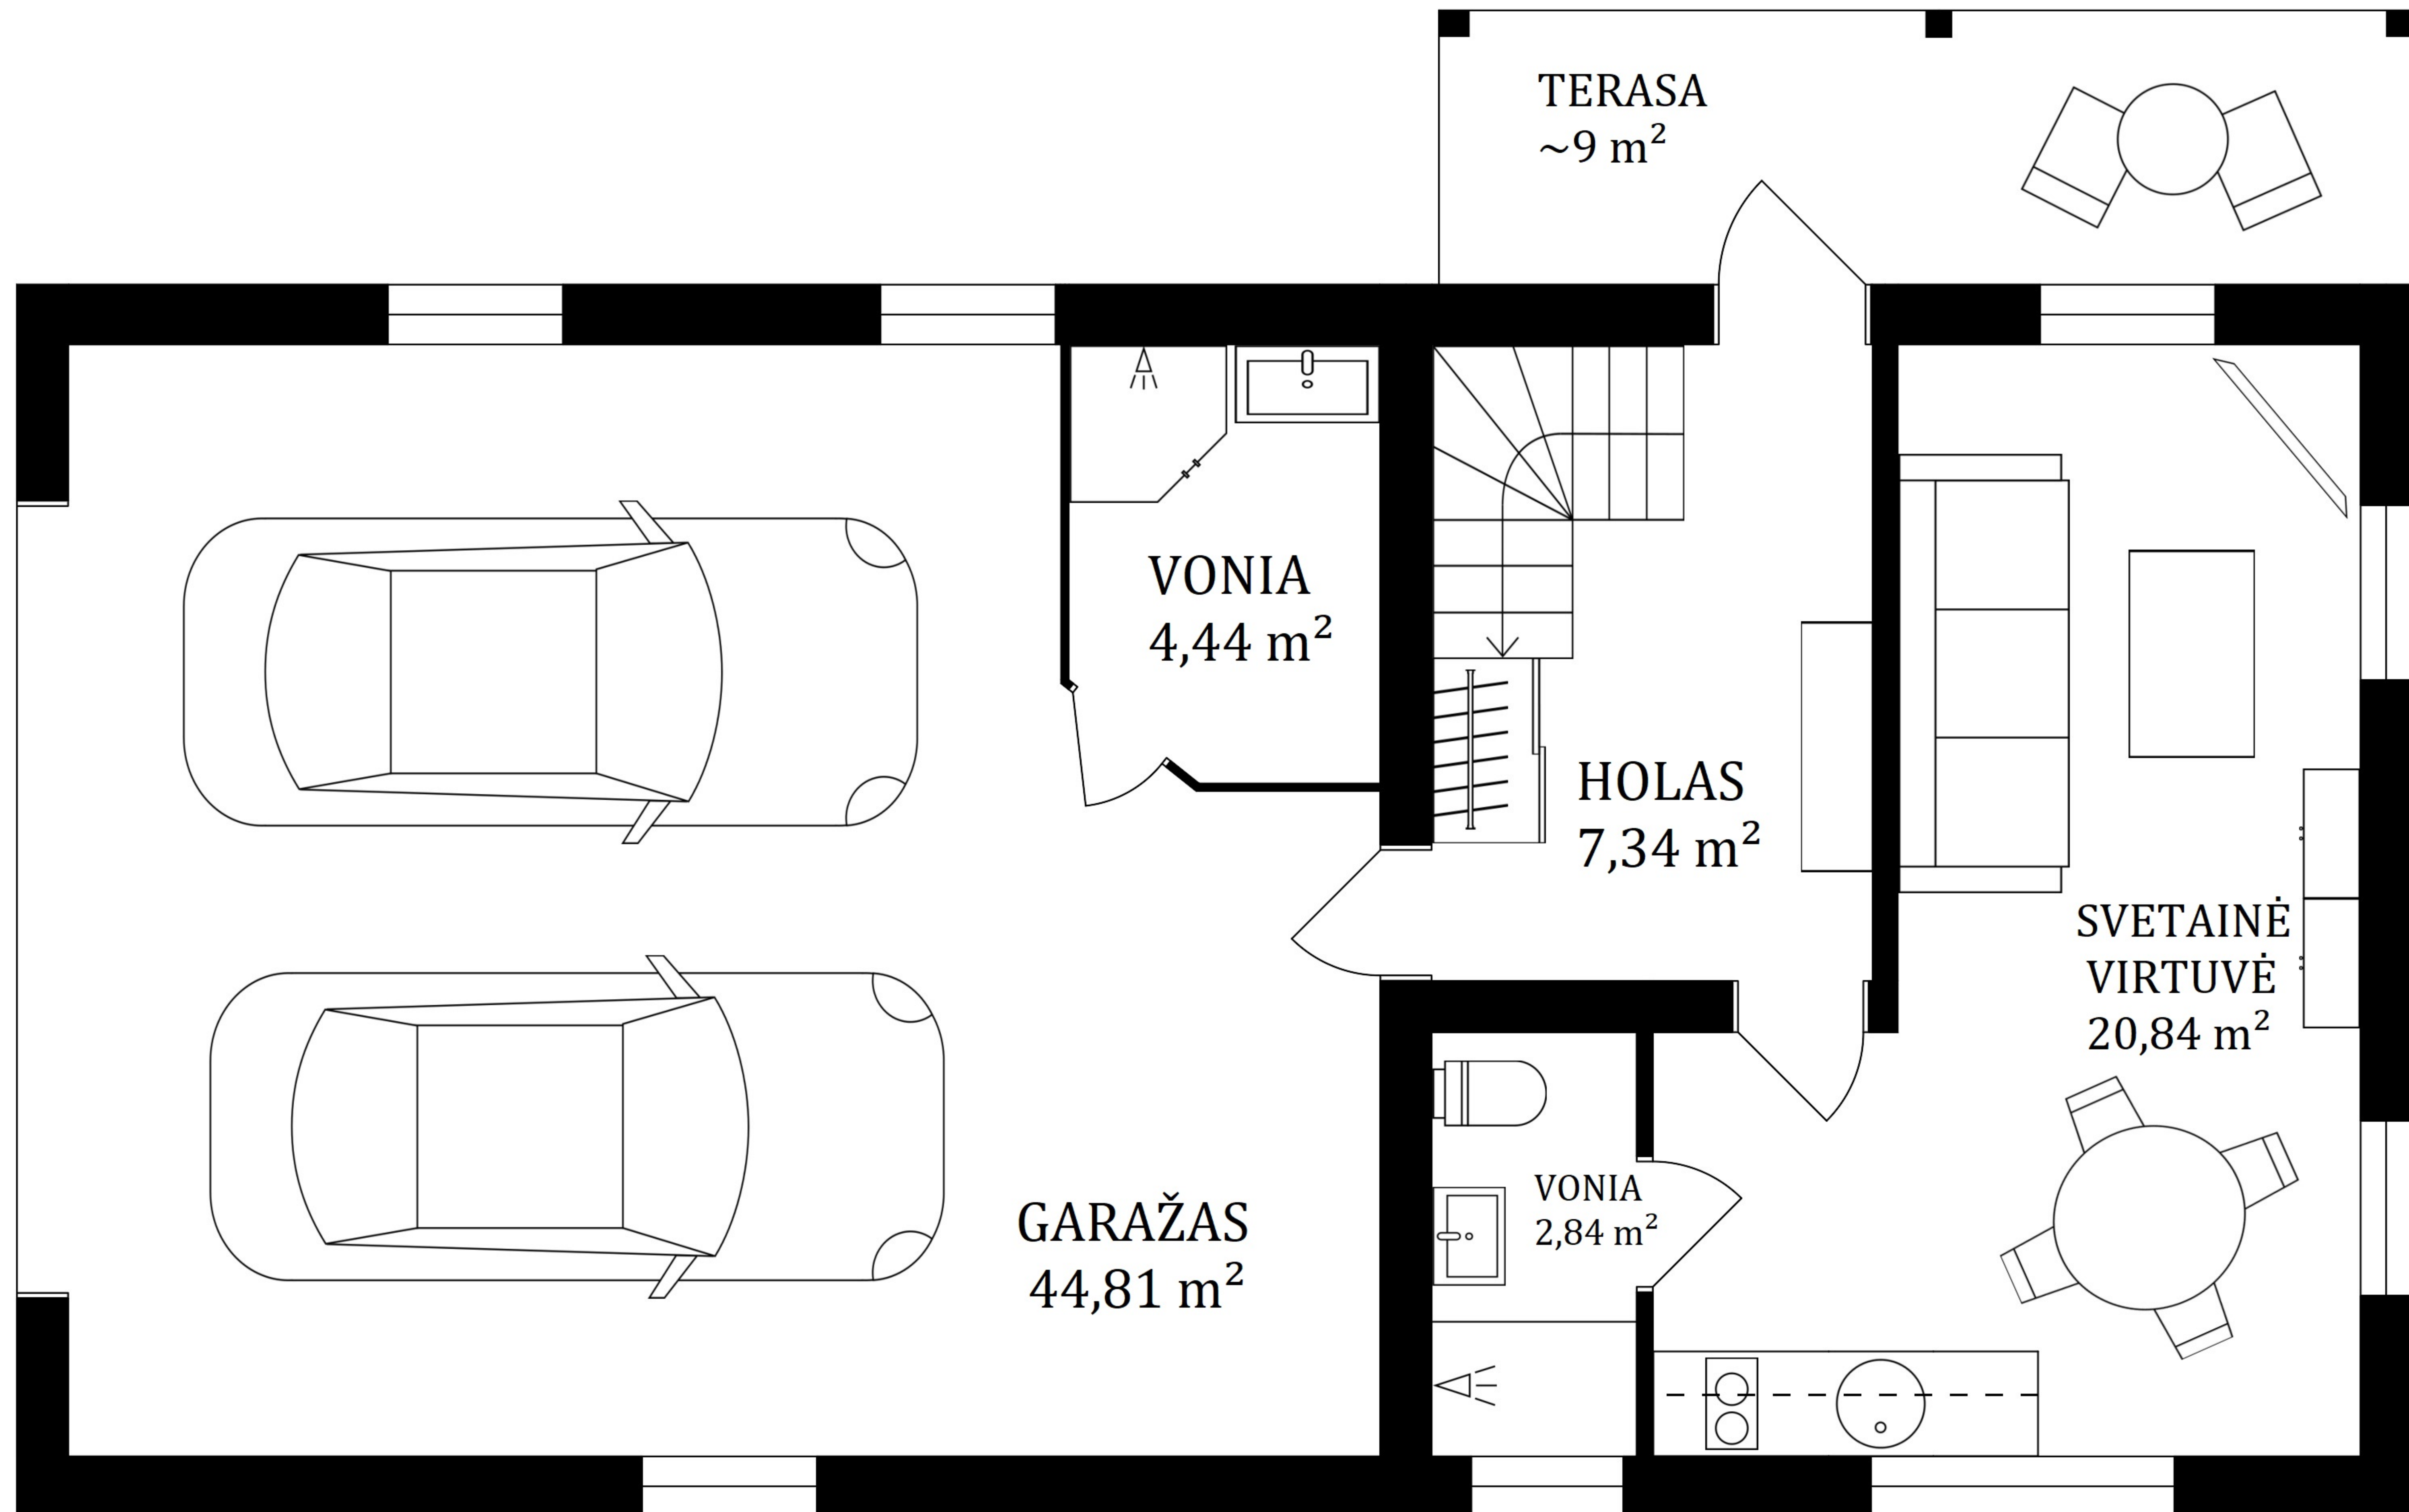 TERASA
~9 m²
VONIA
4,44 m²
HOLAS
7,34 m²
SVETAINĖ
VIRTUVĖ
20,84 m²
VONIA
2,84 m²
GARAŽAS
44,81 m²